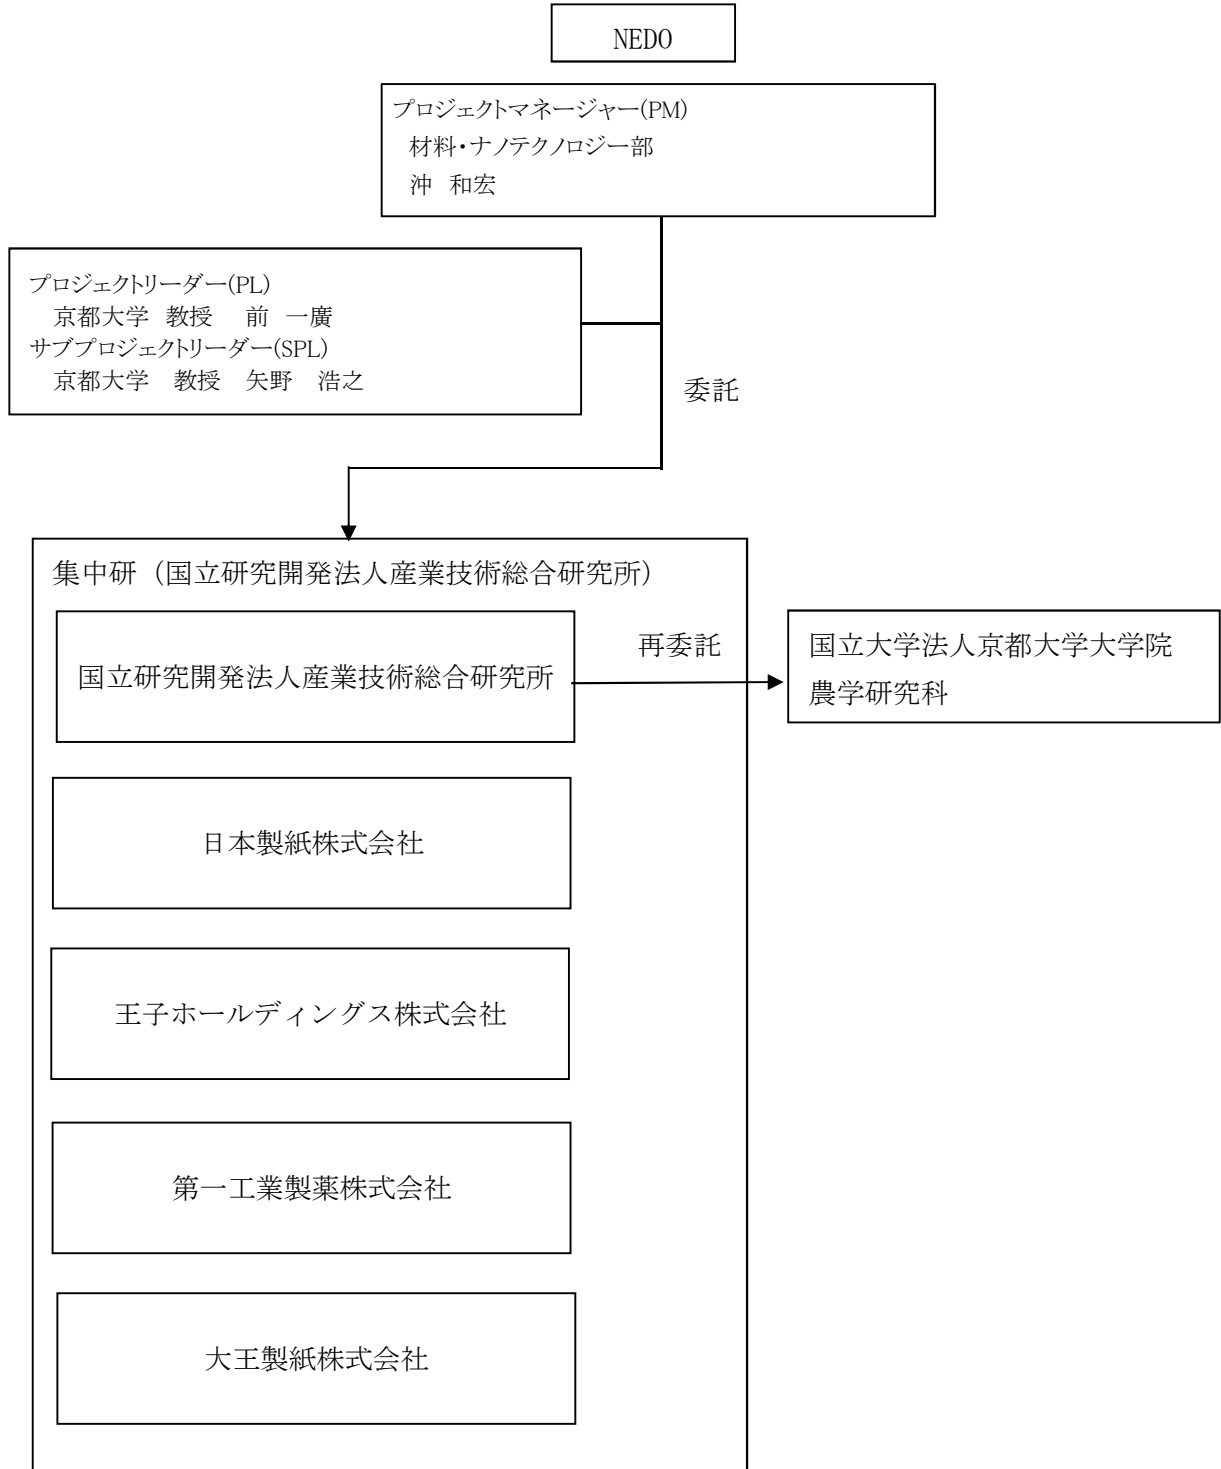 NEDO
プロジェクトマネージャー(PM)
材料・ナノテクノロジー部
沖 和宏
プロジェクトリーダー(PL)
京都大学 教授 前 一廣
サブプロジェクトリーダー(SPL)
京都大学 教授 矢野 浩之
委託
集中研（国立研究開発法人産業技術総合研究所）
国立研究開発法人産業技術総合研究所
再委託
国立大学法人京都大学大学院
農学研究科
日本製紙株式会社
王子ホールディングス株式会社
第一工業製薬株式会社
大王製紙株式会社